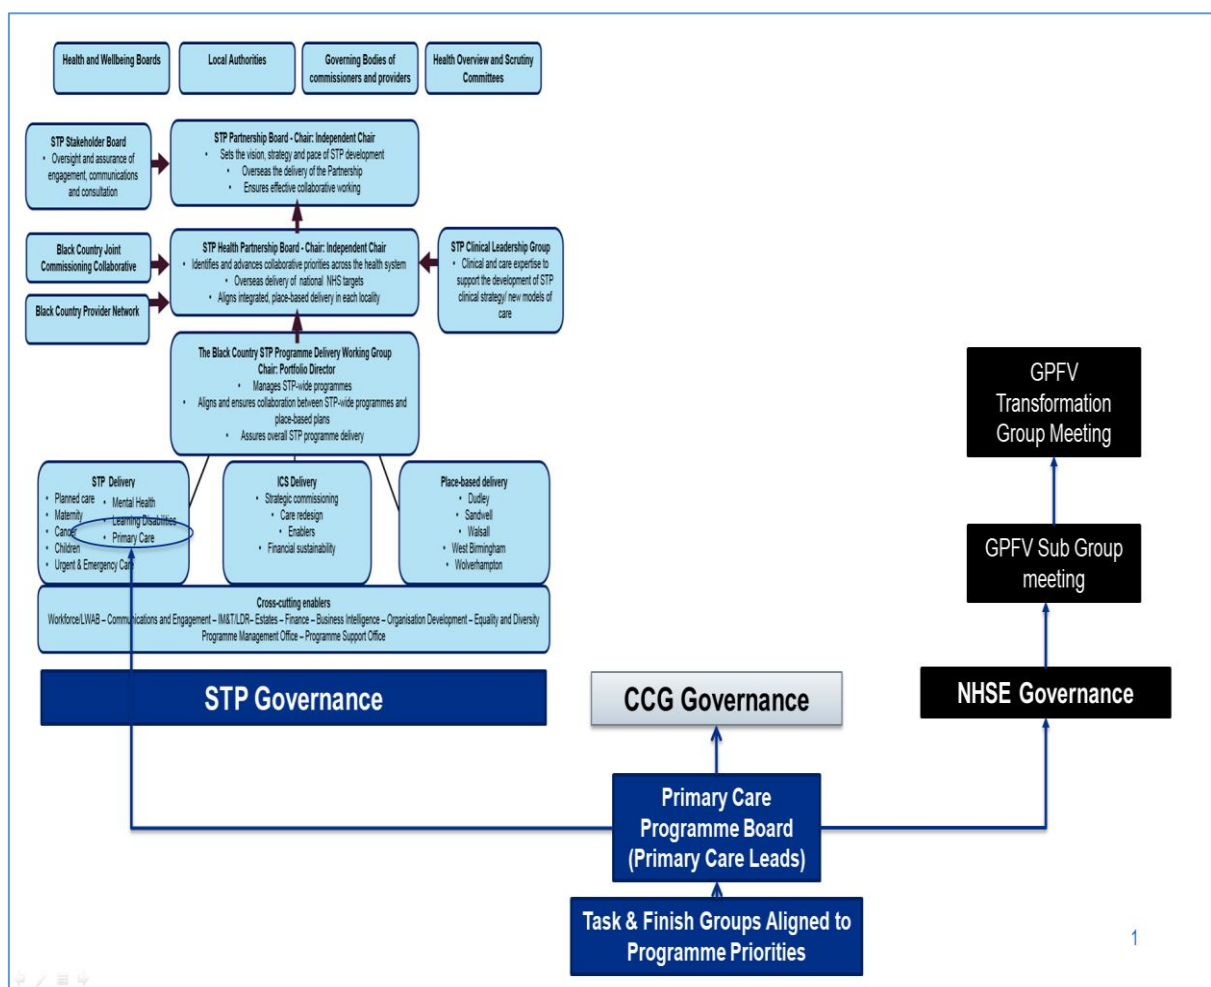 Health and Wellbeing Boards
Local Authorities
Governing Bodies of
commissioners and providers
Health Overview and Scrutiny
Committees
STP Stakeholder Board
• Oversight and assurance of
engagement, communications
and consultation
STP Partnership Board - Chair: Independent Chair
• Sets the vision, strategy and pace of STP development
• Overseas the delivery of the Partnership
• Ensures effective collaborative working
Black Country Joint
Commissioning Collaborative
Black Country Provider Network
STP Health Partnership Board - Chair: Independent Chair
• Identifies and advances collaborative priorities across the health system
• Overseas delivery of national NHS targets
• Aligns integrated, place-based delivery in each locality
STP Clinical Leadership Group
• Clinical and care expertise to
support the development of STP
clinical strategy/ new models of
care
The Black Country STP Programme Delivery Working Group
Chair: Portfolio Director
• Manages STP-wide programmes
• Aligns and ensures collaboration between STP-wide programmes and
place-based plans
• Assures overall STP programme delivery
STP Delivery
• Planned care
• Maternity
• Cancer
• Children
• Urgent & Emergency Care
• Mental Health
• Learning Disabilities
• Primary Care
ICS Delivery
• Strategic commissioning
• Care redesign
• Enablers
• Financial sustainability
Place-based delivery
• Dudley
• Sandwell
• Walsall
• West Birmingham
• Wolverhampton
Cross-cutting enablers
Workforce/LWAB – Communications and Engagement – IM&T/LDR– Estates – Finance – Business Intelligence – Organisation Development – Equality and Diversity
Programme Management Office – Programme Support Office
GPFV
Transformation
Group Meeting
GPFV Sub Group
meeting
STP Governance
CCG Governance
NHSE Governance
Primary Care
Programme Board
(Primary Care Leads)
Task & Finish Groups Aligned to
Programme Priorities
1